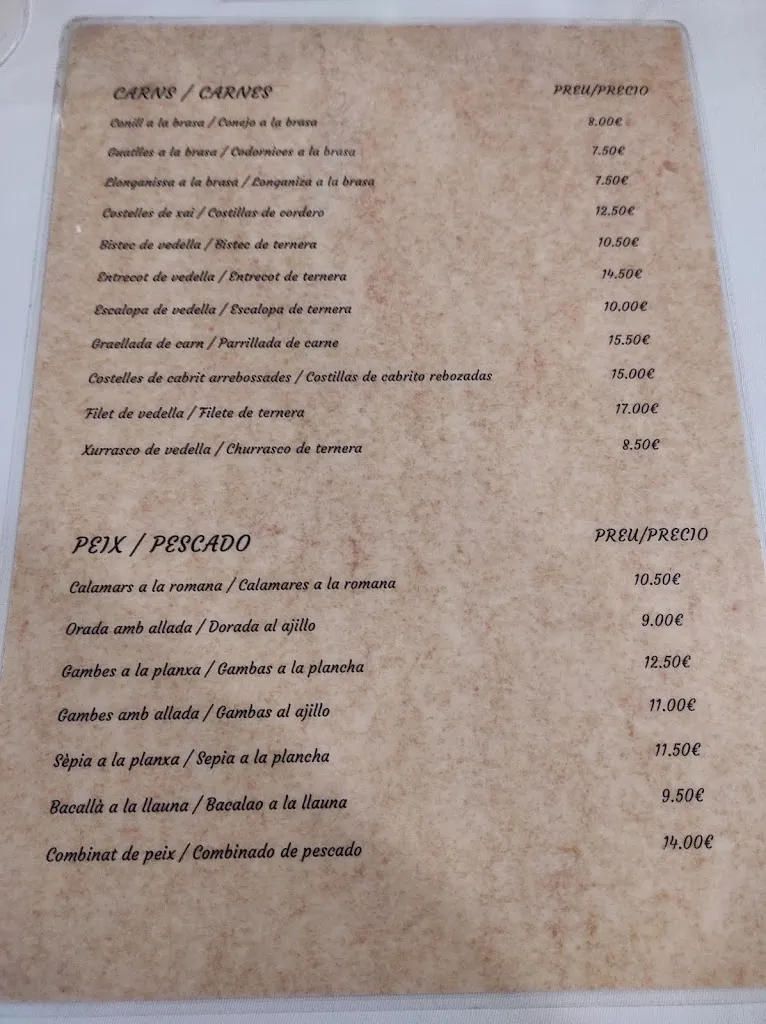 CARNS / CARNES PREU/PRECIO
Conill a la brasa / Conejo a la brasa 8.00€
Guatlles a la brasa / Codornices a la brasa 7.50€
Llonganissa a la brasa / Longaniza a la brasa 7.50€
Costelles de xai / Costillas de cordero 12.50€
Bistec de vedella / Bistec de ternera 10.50€
Entrecot de vedella / Entrecot de ternera 14.50€
Escalopa de vedella / Escalopa de ternera 10.00€
Graellada de carn / Parrillada de carne 15.50€
Costelles de cabrit arrebossades / Costillas de cabrito rebozadas 15.00€
Filet de vedella / Filete de ternera 17.00€
Xurrasco de vedella / Churrasco de ternera 8.50€
PEIX / PESCADO PREU/PRECIO
Calamars a la romana / Calamares a la romana 10.50€
Orada amb allada / Dorada al ajillo 9.00€
Gambes a la planxa / Gambas a la plancha 12.50€
Gambes amb allada / Gambas al ajillo 11.00€
Sèpia a la planxa / Sepia a la plancha 11.50€
Bacallà a la llauna / Bacalao a la llauna 9.50€
Combinat de peix / Combinado de pescado 14.00€